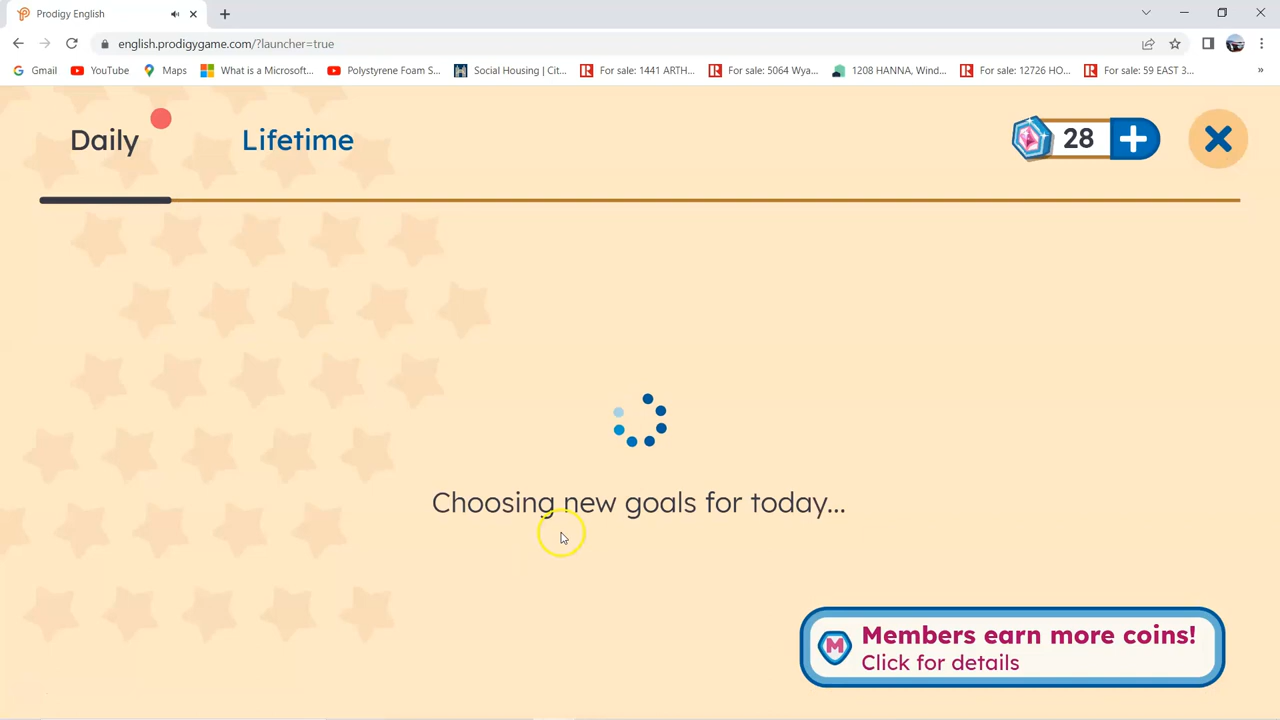 Prodigy English
english.prodigygame.com/?launcher=true
Gmail
YouTube
Maps
What is a Microsoft...
Polystyrene Foam S...
Social Housing | Cit...
For sale: 1441 ARTH...
For sale: 5064 Wya...
1208 HANNA, Wind...
For sale: 12726 HO...
For sale: 59 EAST 3...
»
Daily
Lifetime
28
Choosing new goals for today...
M
Members earn more coins!
Click for details